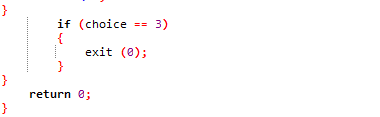 }
if (choice == 3)
{
exit (0);
}
}
return 0;
}